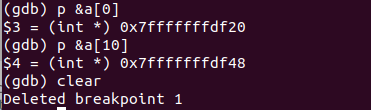 (gdb) p &a[0]
$3 = (int *) 0x7fffffffdf20
(gdb) p &a[10]
$4 = (int *) 0x7fffffffdf48
(gdb) clear
Deleted breakpoint 1